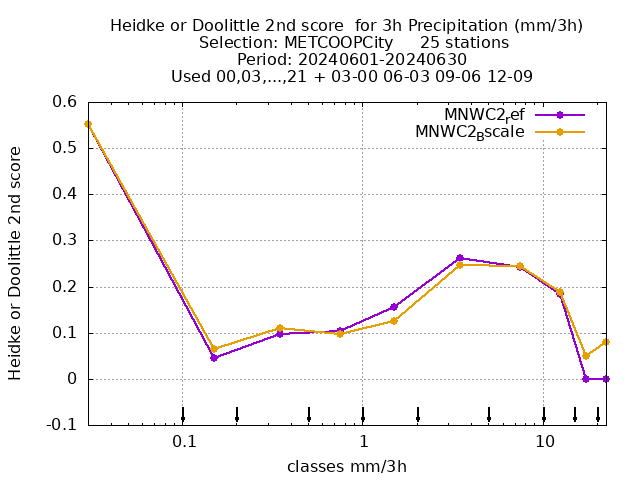 Heidke or Doolittle 2nd score  for 3h Precipitation (mm/3h)
Selection: METCOOPCity     25 stations
Period: 20240601-20240630
Used 00,03,...,21 + 03-00 06-03 09-06 12-09
MNWC2ref
MNWC2Bscale
0.6
0.5
0.4
0.3
0.2
0.1
0
-0.1
Heidke or Doolittle 2nd score
0.1 1 10
classes mm/3h